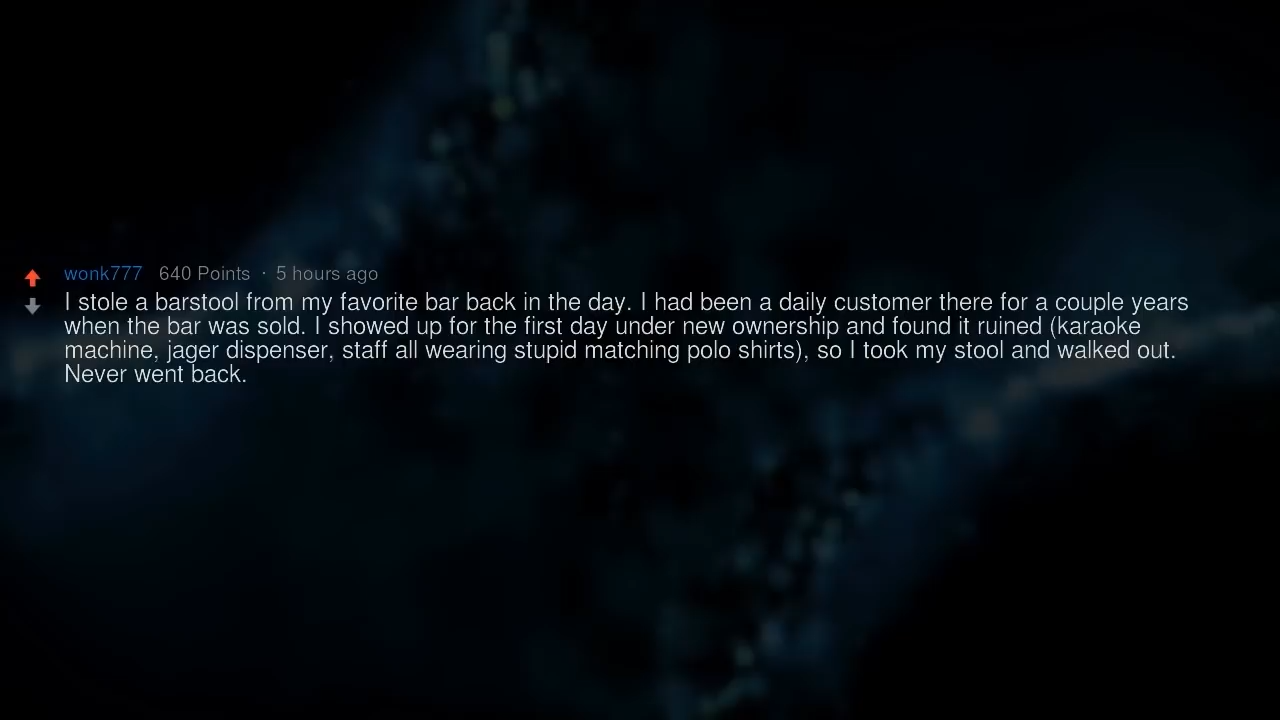 wonk777 640 Points · 5 hours ago
I stole a barstool from my favorite bar back in the day. I had been a daily customer there for a couple years
when the bar was sold. I showed up for the first day under new ownership and found it ruined (karaoke
machine, jager dispenser, staff all wearing stupid matching polo shirts), so I took my stool and walked out.
Never went back.